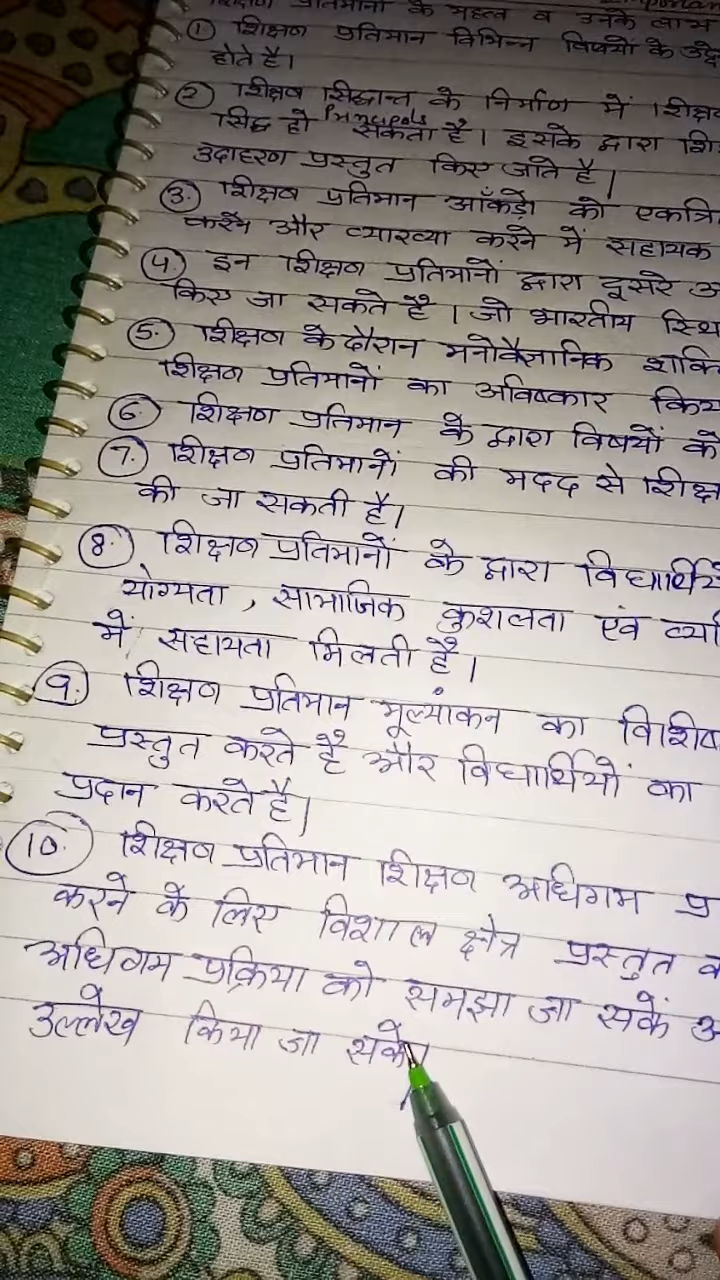 शिक्षण प्रतिमानों के महत्व व उनके लाभ
① शिक्षण प्रतिमान विभिन्न विषयों के
होते है।
② शिक्षण सिद्धान्त के निर्माण में
Principals
सिद्ध हो सकता है। इसके द्वारा
उदाहरण प्रस्तुत किए जाते है।
③ शिक्षण प्रतिमान आँकड़ो को
करने और व्याख्या करने में सहायक
④ इन शिक्षण प्रतिमानों द्वारा दूसरे
किए जा सकते है। जो भारतीय
⑤ शिक्षण के दौरान मनोवैज्ञानिक
शिक्षण प्रतिमानों का अविष्कार
⑥ शिक्षण प्रतिमान के द्वारा विषयों के
⑦ शिक्षण प्रतिमानों की मदद से
की जा सकती है।
⑧ शिक्षण प्रतिमानों के द्वारा
योग्यता, सामाजिक कुशलता एंव
में सहायता मिलती है।
⑨ शिक्षण प्रतिमान मूल्यांकन का
प्रस्तुत करते है और विद्यार्थियों का
प्रदान करते है।
⑩ शिक्षण प्रतिमान शिक्षण अधिगम
करने के लिए विशाल क्षेत्र प्रस्तुत
अधिगम प्रक्रिया को समझा जा सकें
उल्लेख किया जा सकें।